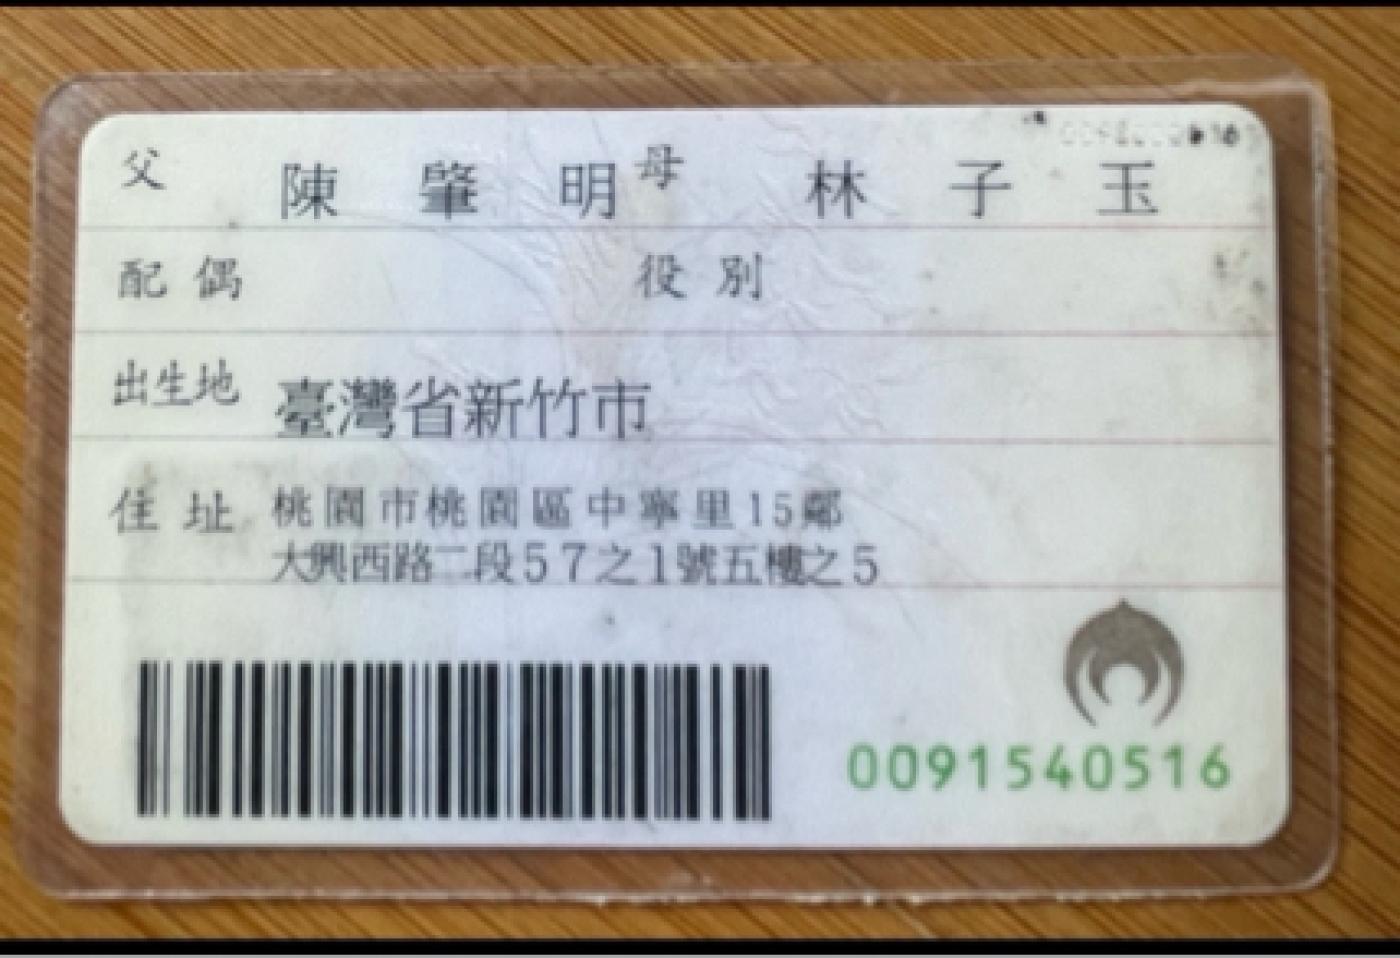 父 陳肇明 母 林子玉
配偶 役別
出生地 臺灣省新竹市
住址 桃園市桃園區中寧里15鄰
大興西路二段57之1號五樓之5
0091540516